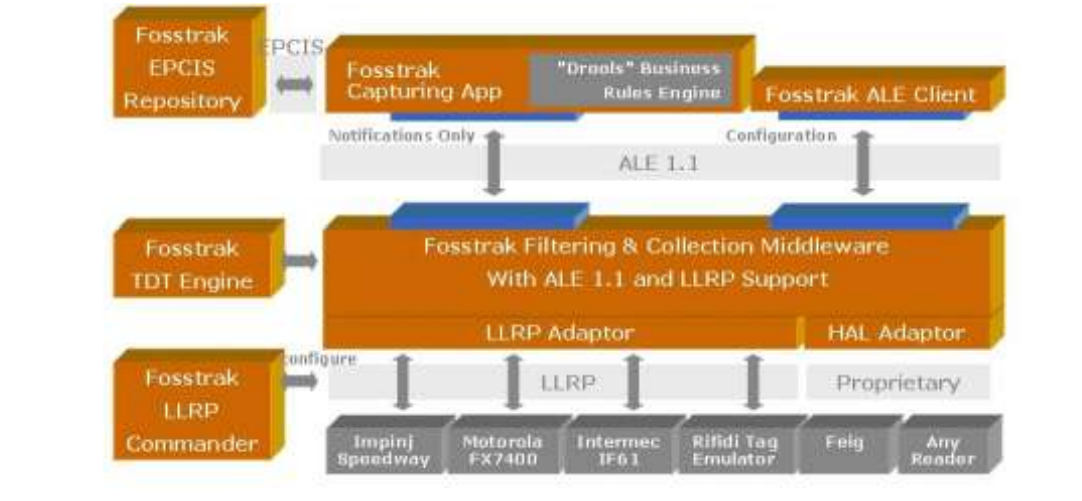 Fosstrak
EPCIS
Repository
EPCIS
Fosstrak
Capturing App
"Drools" Business
Rules Engine
Fosstrak ALE Client
Notifications Only
Configuration
ALE 1.1
Fosstrak
TDT Engine
Fosstrak Filtering & Collection Middleware
With ALE 1.1 and LLRP Support
LLRP Adaptor
HAL Adaptor
Fosstrak
LLRP
Commander
configure
LLRP
Proprietary
Impinj
Speedway
Motorola
FX7400
Intermec
IF61
Rifidi Tag
Emulator
Feig
Any
Reader